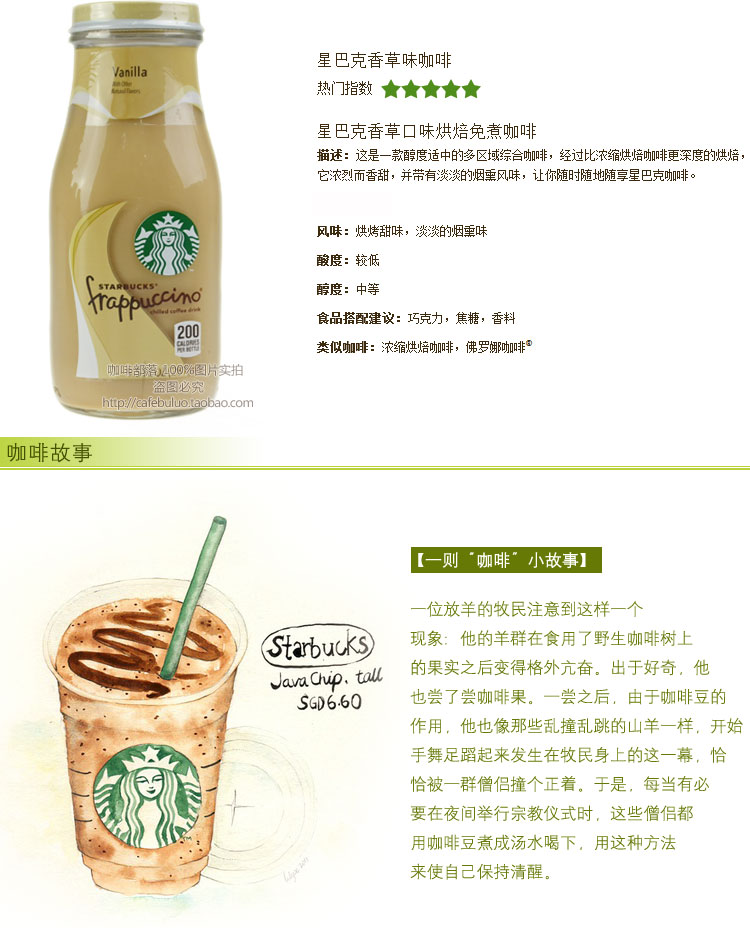 Vanilla
With Other
Natural Flavors
STARBUCKS®
frappuccino®
chilled coffee drink
200
CALORIES
PER BOTTLE
咖啡部落 100%图片实拍
盗图必究
http://cafebuluo.taobao.com
星巴克香草味咖啡
热门指数
星巴克香草口味烘焙免煮咖啡
描述：这是一款醇度适中的多区域综合咖啡，经过比浓缩烘焙咖啡更深度的烘焙，
它浓烈而香甜，并带有淡淡的烟熏风味，让你随时随地随享星巴克咖啡。
风味：烘烤甜味，淡淡的烟熏味
酸度：较低
醇度：中等
食品搭配建议：巧克力，焦糖，香料
类似咖啡：浓缩烘焙咖啡，佛罗娜咖啡®
咖啡故事
Starbucks
Java Chip. tall
SGD6.60
【一则“咖啡”小故事】
一位放羊的牧民注意到这样一个
现象：他的羊群在食用了野生咖啡树上
的果实之后变得格外亢奋。出于好奇，他
也尝了尝咖啡果。一尝之后，由于咖啡豆的
作用，他也像那些乱撞乱跳的山羊一样，开始
手舞足蹈起来发生在牧民身上的这一幕，恰
恰被一群僧侣撞个正着。于是，每当有必
要在夜间举行宗教仪式时，这些僧侣都
用咖啡豆煮成汤水喝下，用这种方法
来使自己保持清醒。